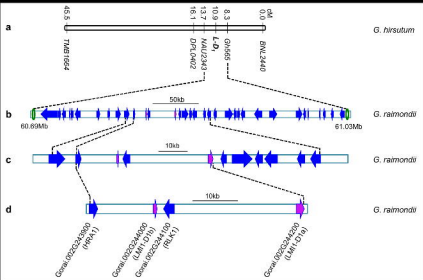 45.5
16.1
13.7
10.9
8.3
0.0
cM
a
G. hirsutum
TMB1664
DPL0402
NAU2343
L-D₁
Gh565
BNL2440
50kb
b
G. raimondii
60.69Mb
61.03Mb
10kb
c
G. raimondii
10kb
d
G. raimondii
Gorai.002G243900
(HRA1)
Gorai.002G244000
(LMI1-D1b)
Gorai.002G244100
(RLK1)
Gorai.002G244200
(LMI1-D1a)